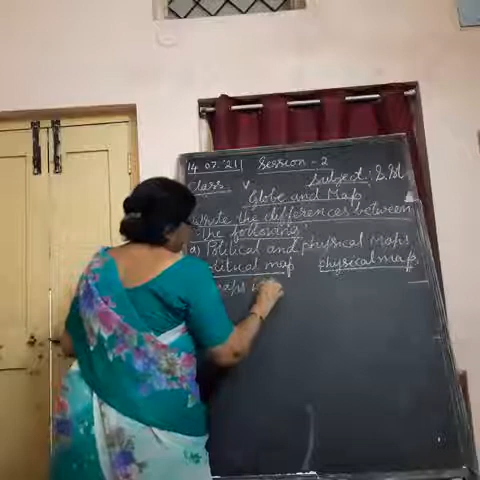 14.07.21 Session - 2
Class V. Subject: S.St
Globe and Map
Write the differences between
the following:
a) Political and physical Maps
Political map physical map
maps